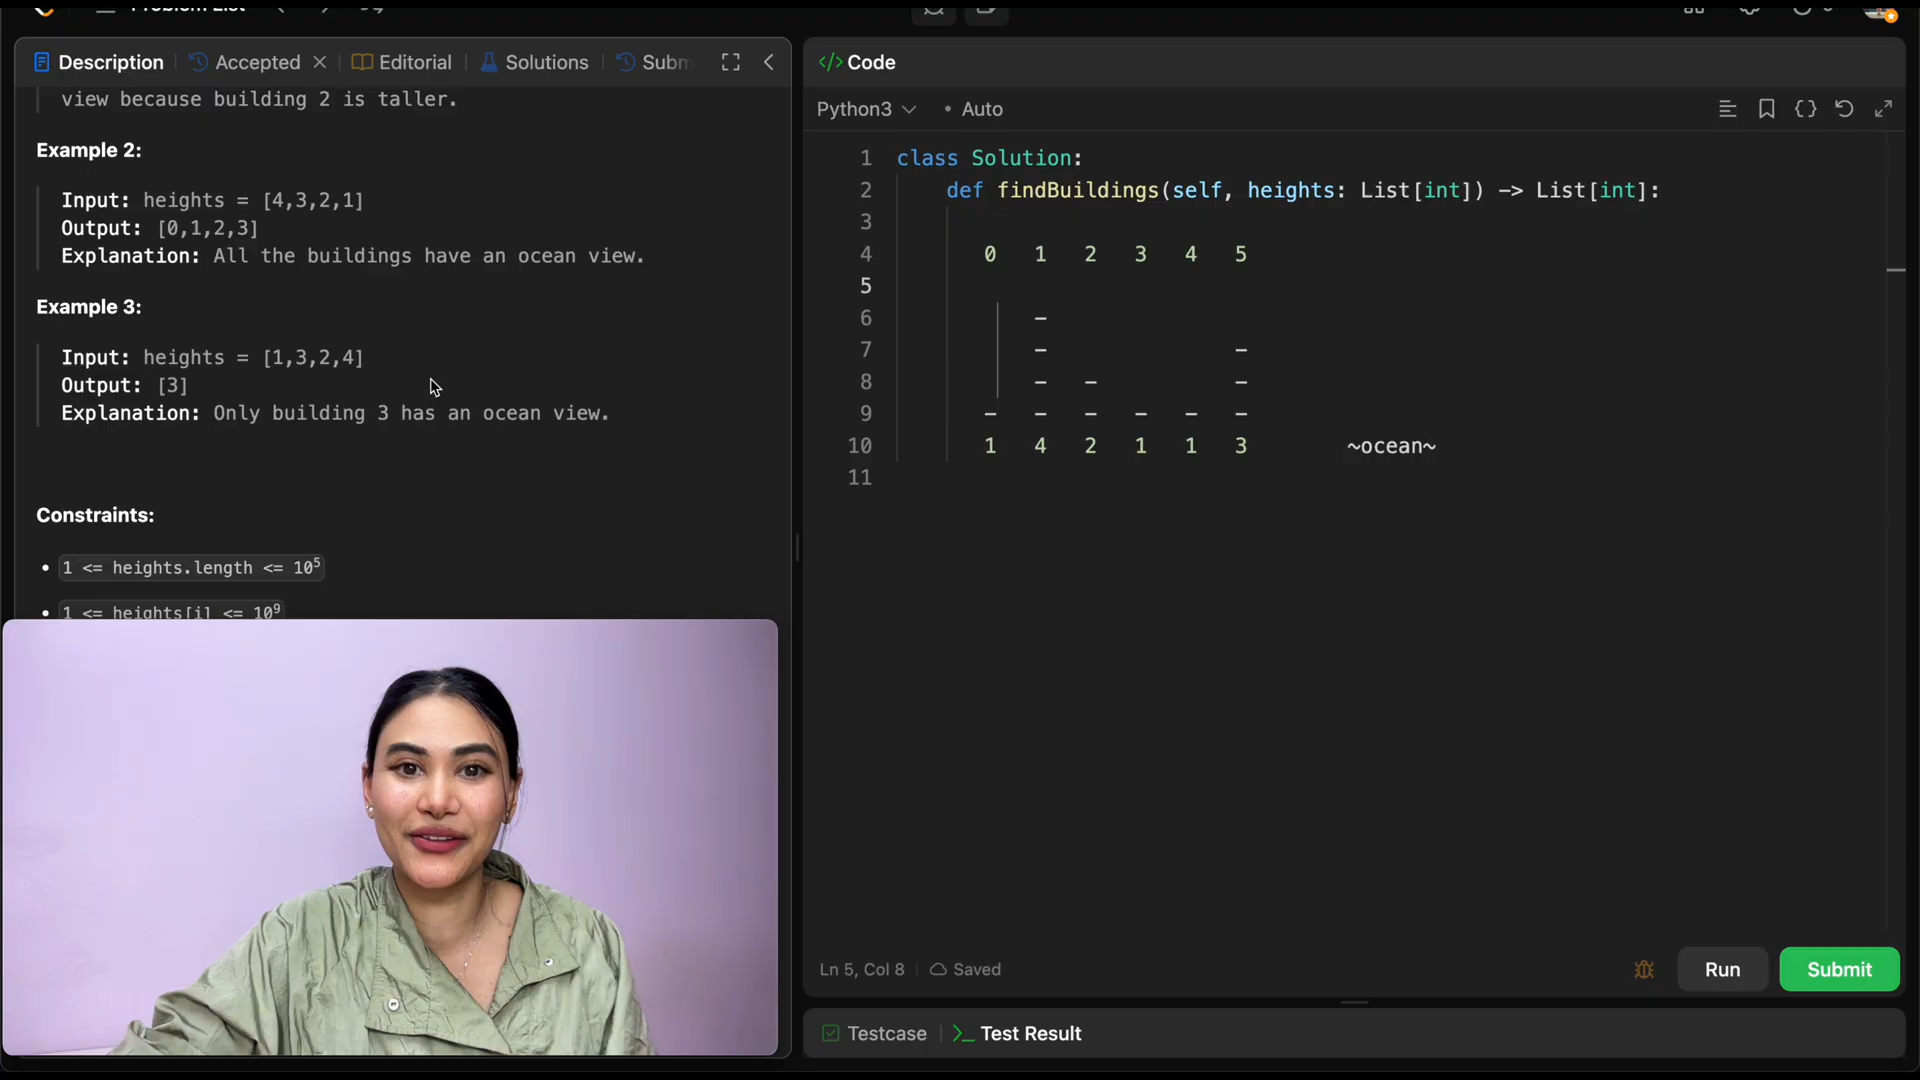 Problem List
Description
Accepted
Editorial
Solutions
Subm
view because building 2 is taller.
Example 2:
Input: heights = [4,3,2,1]
Output: [0,1,2,3]
Explanation: All the buildings have an ocean view.
Example 3:
Input: heights = [1,3,2,4]
Output: [3]
Explanation: Only building 3 has an ocean view.
Constraints:
• 1 <= heights.length <= 10⁵
• 1 <= heights[i] <= 10⁹
</> Code
Python3 • Auto
1 class Solution:
2 def findBuildings(self, heights: List[int]) -> List[int]:
3
4 0 1 2 3 4 5
5
6 | –
7 | – –
8 | – – –
9 – – – – – –
10 1 4 2 1 1 3 ~ocean~
11
Ln 5, Col 8 Saved
Run
Submit
Testcase
>_ Test Result